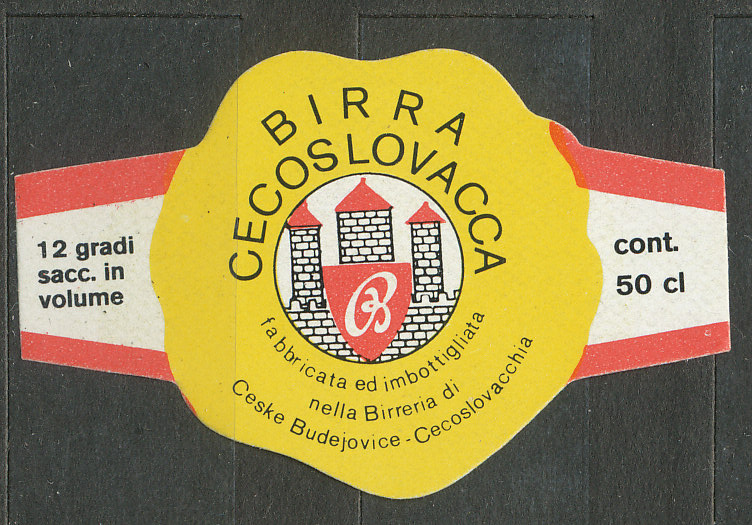 BIRRA
CECOSLOVACCA
12 gradi
sacc. in
volume
B
cont.
50 cl
fabbricata ed imbottigliata
nella Birreria di
Ceske Budejovice - Cecoslovacchia